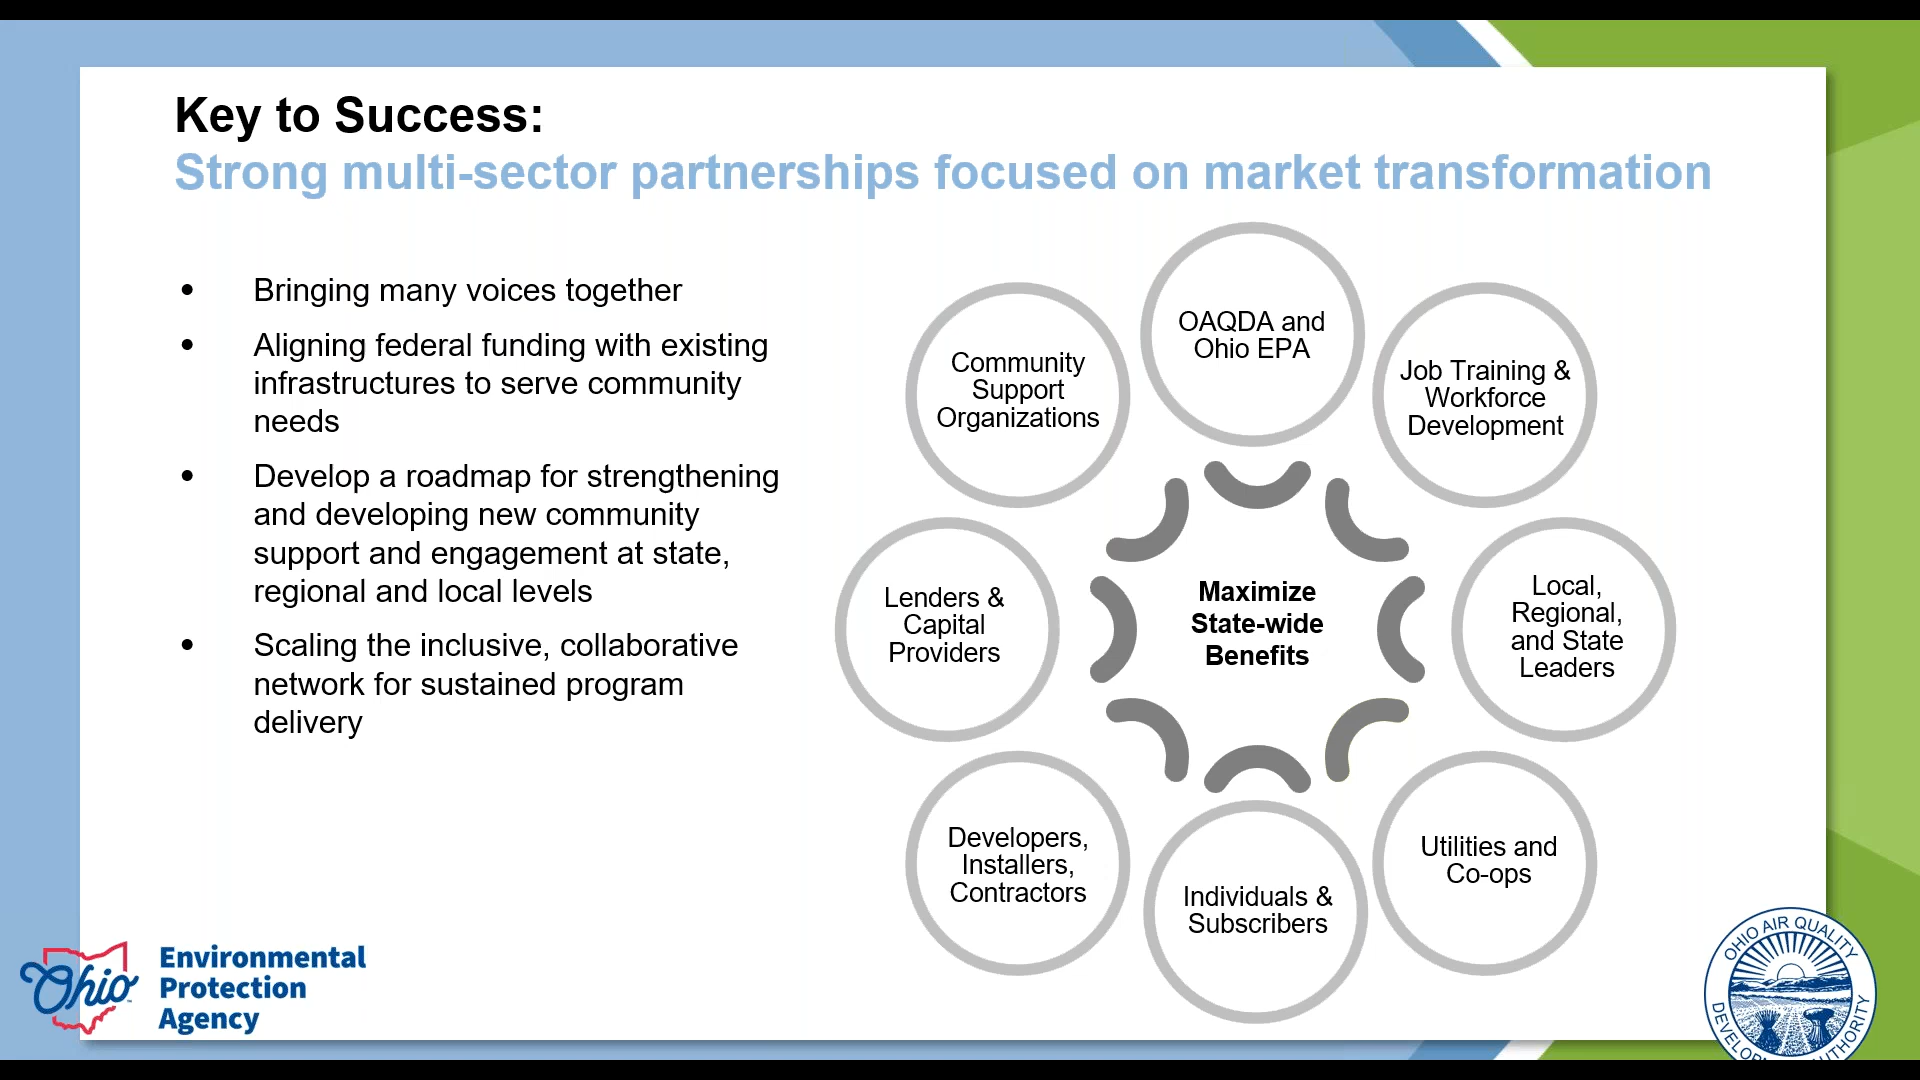 Key to Success:
Strong multi-sector partnerships focused on market transformation
• Bringing many voices together
• Aligning federal funding with existing
infrastructures to serve community
needs
• Develop a roadmap for strengthening
and developing new community
support and engagement at state,
regional and local levels
• Scaling the inclusive, collaborative
network for sustained program
delivery
OAQDA and
Ohio EPA
Job Training &
Workforce
Development
Local,
Regional,
and State
Leaders
Utilities and
Co-ops
Individuals &
Subscribers
Developers,
Installers,
Contractors
Lenders &
Capital
Providers
Community
Support
Organizations
Maximize
State-wide
Benefits
Ohio
Environmental
Protection
Agency
OHIO AIR QUALITY